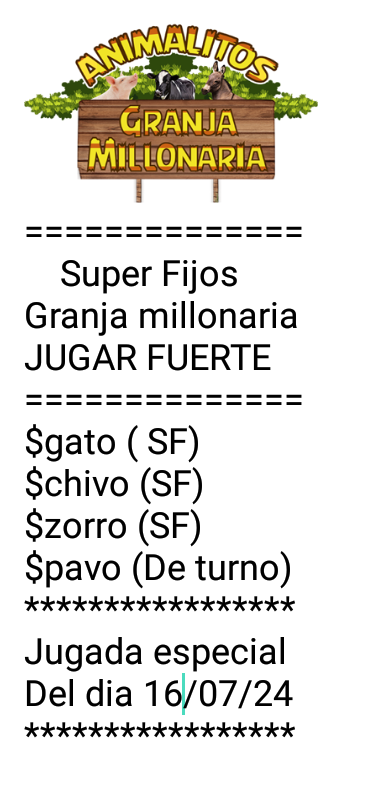 ANIMALITOS
GRANJA
MILLONARIA
==============
Super Fijos
Granja millonaria
JUGAR FUERTE
==============
$gato ( SF)
$chivo (SF)
$zorro (SF)
$pavo (De turno)
*****************
Jugada especial
Del dia 16/07/24
*****************